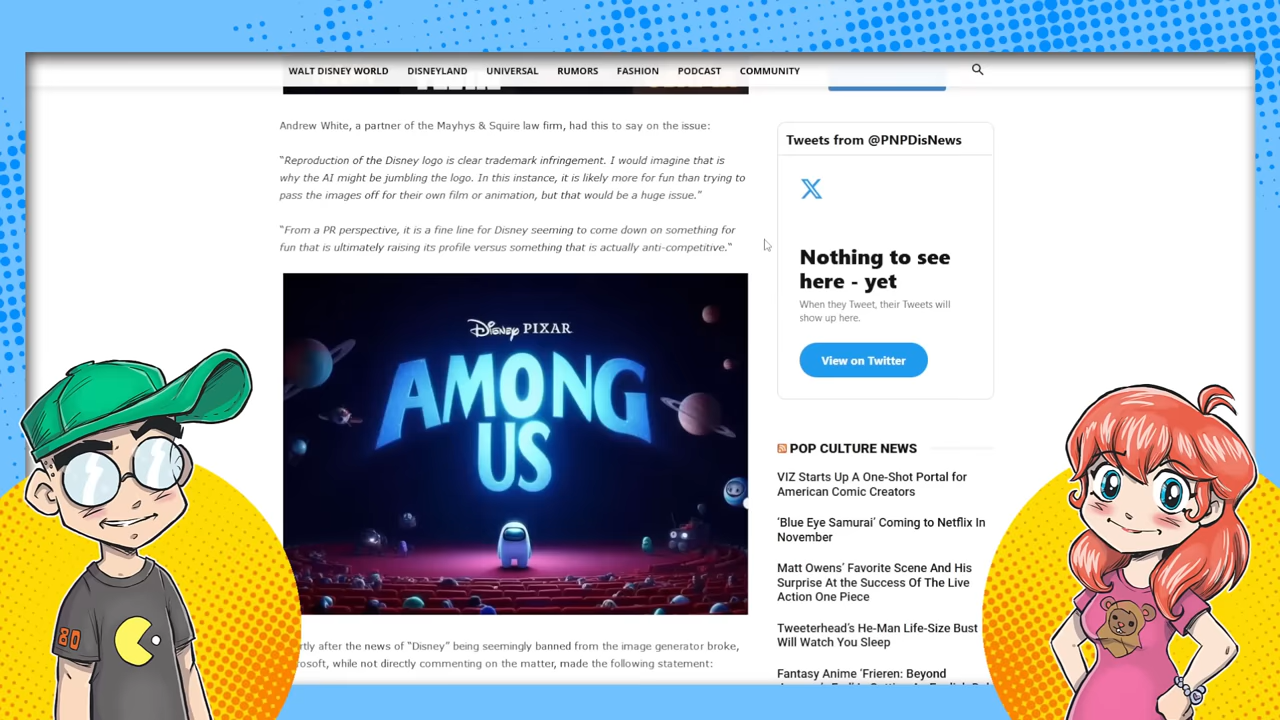 WALT DISNEY WORLD DISNEYLAND UNIVERSAL RUMORS FASHION PODCAST COMMUNITY
Andrew White, a partner of the Mayhys & Squire law firm, had this to say on the issue:
“Reproduction of the Disney logo is clear trademark infringement. I would imagine that is
why the AI might be jumbling the logo. In this instance, it is likely more for fun than trying to
pass the images off for their own film or animation, but that would be a huge issue.”
“From a PR perspective, it is a fine line for Disney seeming to come down on something for
fun that is ultimately raising its profile versus something that is actually anti-competitive.“
Disney PIXAR
AMONG
US
after the news of “Disney” being seemingly banned from the image generator broke,
while not directly commenting on the matter, made the following statement:
Tweets from @PNPDisNews
Nothing to see
here - yet
When they Tweet, their Tweets will
show up here.
View on Twitter
POP CULTURE NEWS
VIZ Starts Up A One-Shot Portal for
American Comic Creators
‘Blue Eye Samurai’ Coming to Netflix In
November
Matt Owens’ Favorite Scene And His
Surprise At the Success Of The Live
Action One Piece
Tweeterhead’s He-Man Life-Size Bust
Will Watch You Sleep
Fantasy Anime ‘Frieren: Beyond
80